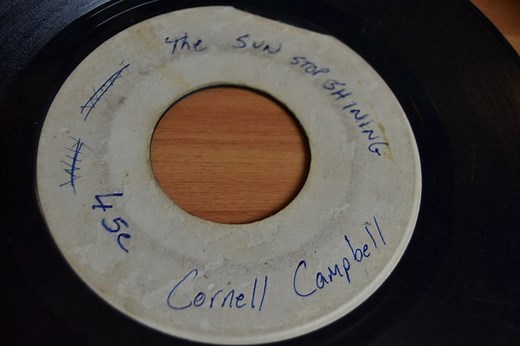 The SUN STOP SHINING
45c
Cornell Campbell